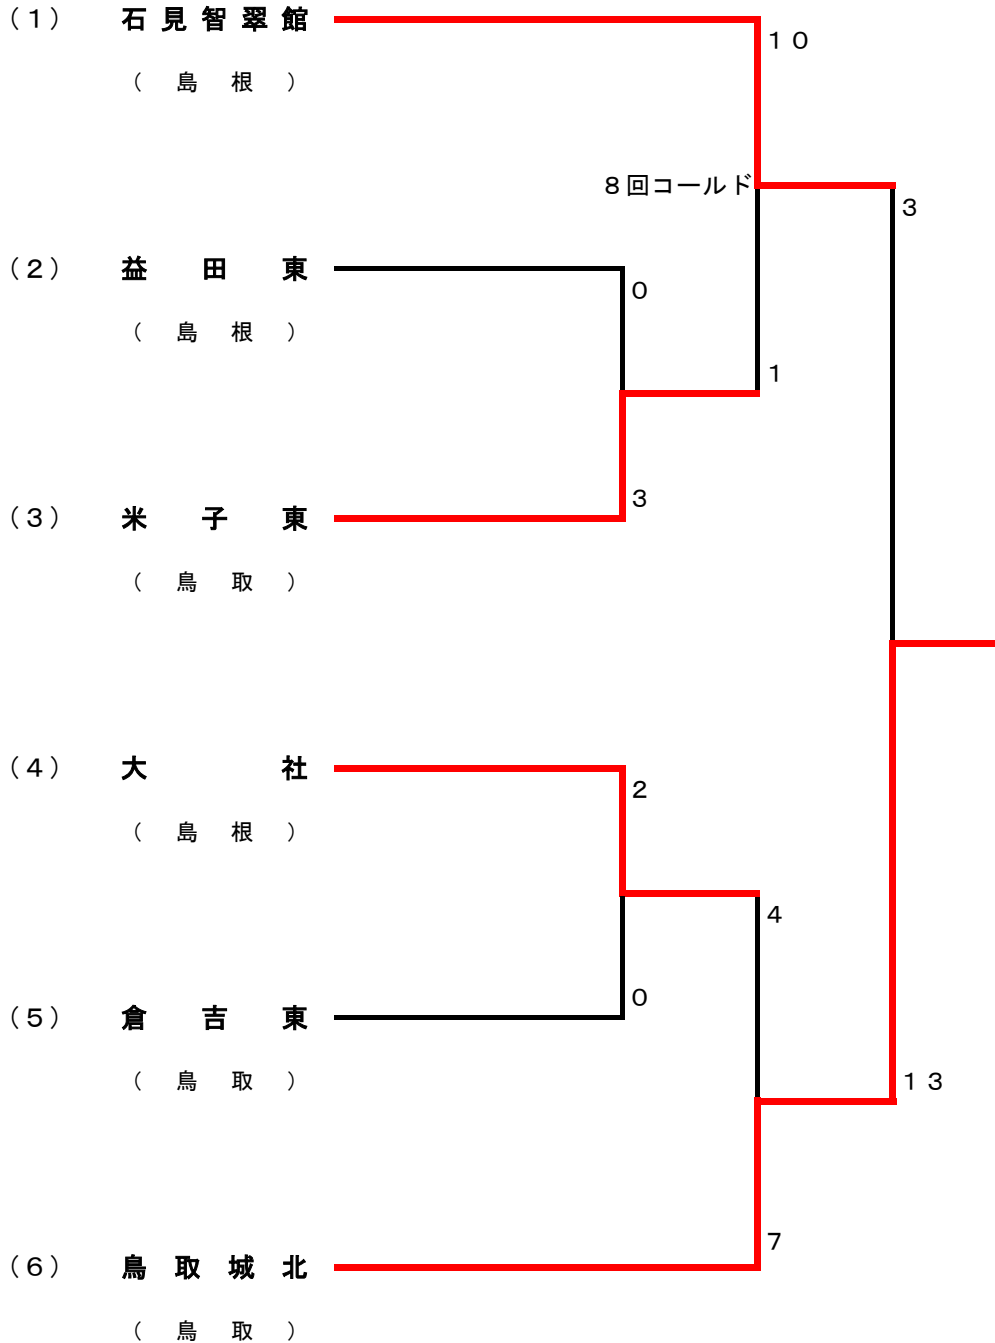 （１） 石見智翠館
１０
（島根）
８回コールド
３
（２） 益田東
０
（島根）
１
３
（３） 米子東
（鳥取）
（４） 大社
２
（島根）
４
０
（５） 倉吉東
（鳥取）
１３
７
（６） 鳥取城北
（鳥取）